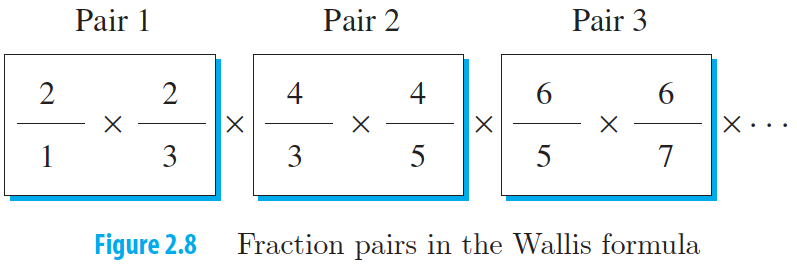 Pair 1 Pair 2 Pair 3
2 2 4 4 6 6
× × × × × × · · ·
1 3 3 5 5 7
Figure 2.8 Fraction pairs in the Wallis formula